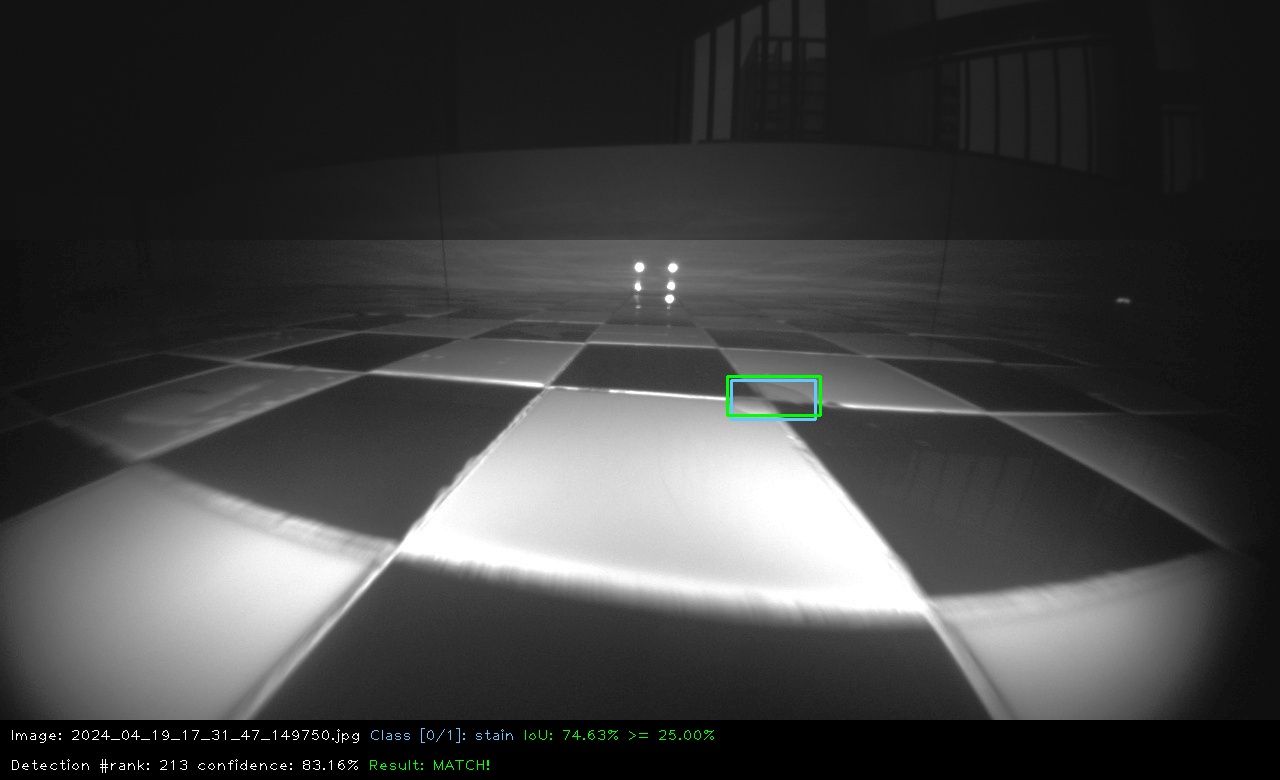 Image: 2024_04_19_17_31_47_149750.jpg Class [0/1]: stain IoU: 74.63% >= 25.00%
Detection #rank: 213 confidence: 83.16% Result: MATCH!